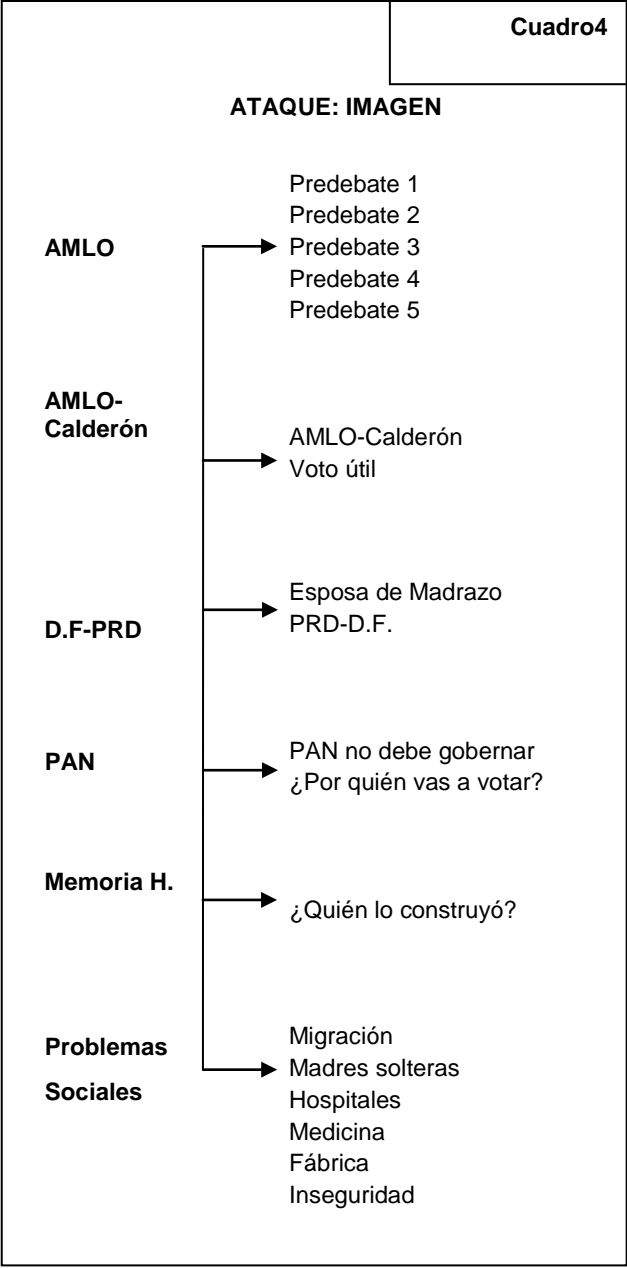 Cuadro4
ATAQUE: IMAGEN
AMLO
Predebate 1
Predebate 2
Predebate 3
Predebate 4
Predebate 5
AMLO-
Calderón
AMLO-Calderón
Voto útil
D.F-PRD
Esposa de Madrazo
PRD-D.F.
PAN
PAN no debe gobernar
¿Por quién vas a votar?
Memoria H.
¿Quién lo construyó?
Problemas
Sociales
Migración
Madres solteras
Hospitales
Medicina
Fábrica
Inseguridad